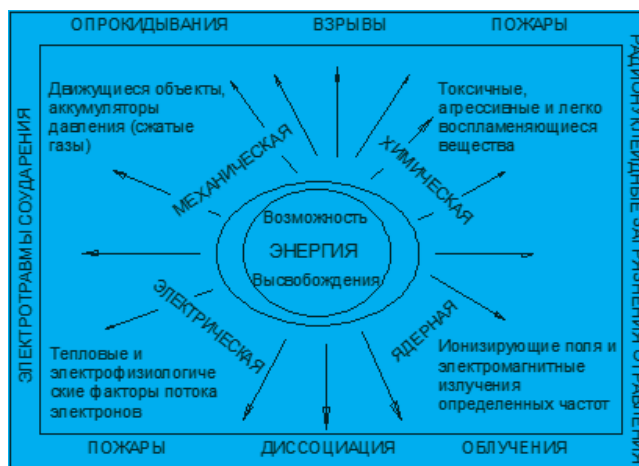 ОПРОКИДЫВАНИЯ ВЗРЫВЫ ПОЖАРЫ
Движущиеся объекты,
аккумуляторы
давления (сжатые
газы)
Токсичные,
агрессивные и легко
воспламеняющиеся
вещества
МЕХАНИЧЕСКАЯ
ХИМИЧЕСКАЯ
Возможность
ЭНЕРГИЯ
Высвобождения
ЭЛЕКТРИЧЕСКАЯ
ЯДЕРНАЯ
Тепловые и
электрофизиологиче
ские факторы потока
электронов
Ионизирующие поля и
электромагнитные
излучения
определенных частот
ЭЛЕКТРОТРАВМЫ СОУДАРЕНИЯ
РАДИОНУКЛЕИДНЫЕ ЗАГРЯЗНЕНИЯ ОТРАВЛЕНИЯ
ПОЖАРЫ ДИССОЦИАЦИЯ ОБЛУЧЕНИЯ